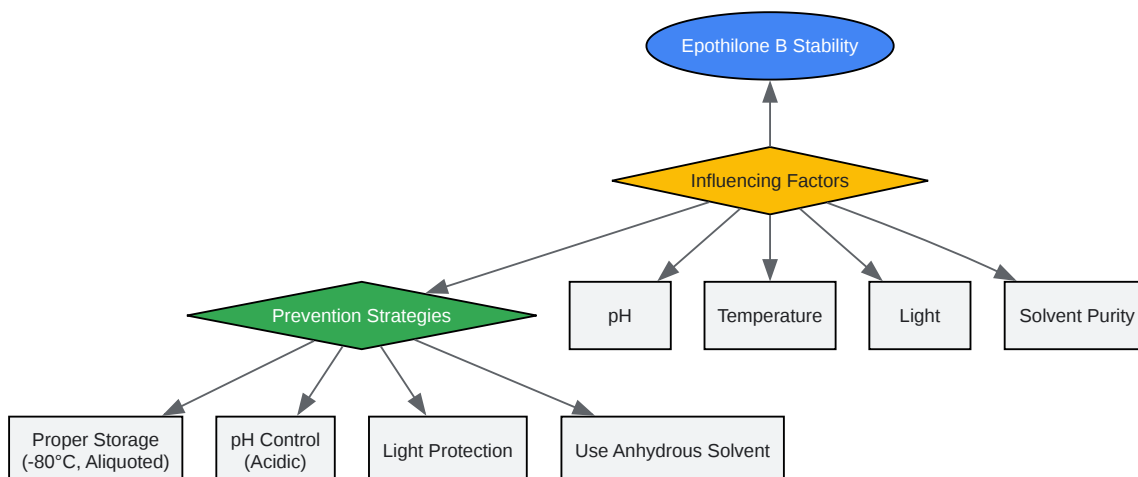 Epothilone B Stability
Influencing Factors
pH
Temperature
Light
Solvent Purity
Prevention Strategies
Proper Storage
(-80°C, Aliquoted)
pH Control
(Acidic)
Light Protection
Use Anhydrous Solvent